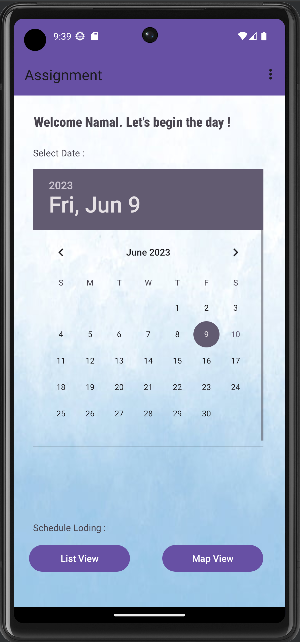 9:39
Assignment
Welcome Namal. Let's begin the day !
Select Date :
2023
Fri, Jun 9
June 2023
S M T W T F S
1 2 3
4 5 6 7 8 9 10
11 12 13 14 15 16 17
18 19 20 21 22 23 24
25 26 27 28 29 30
Schedule Loding :
List View Map View